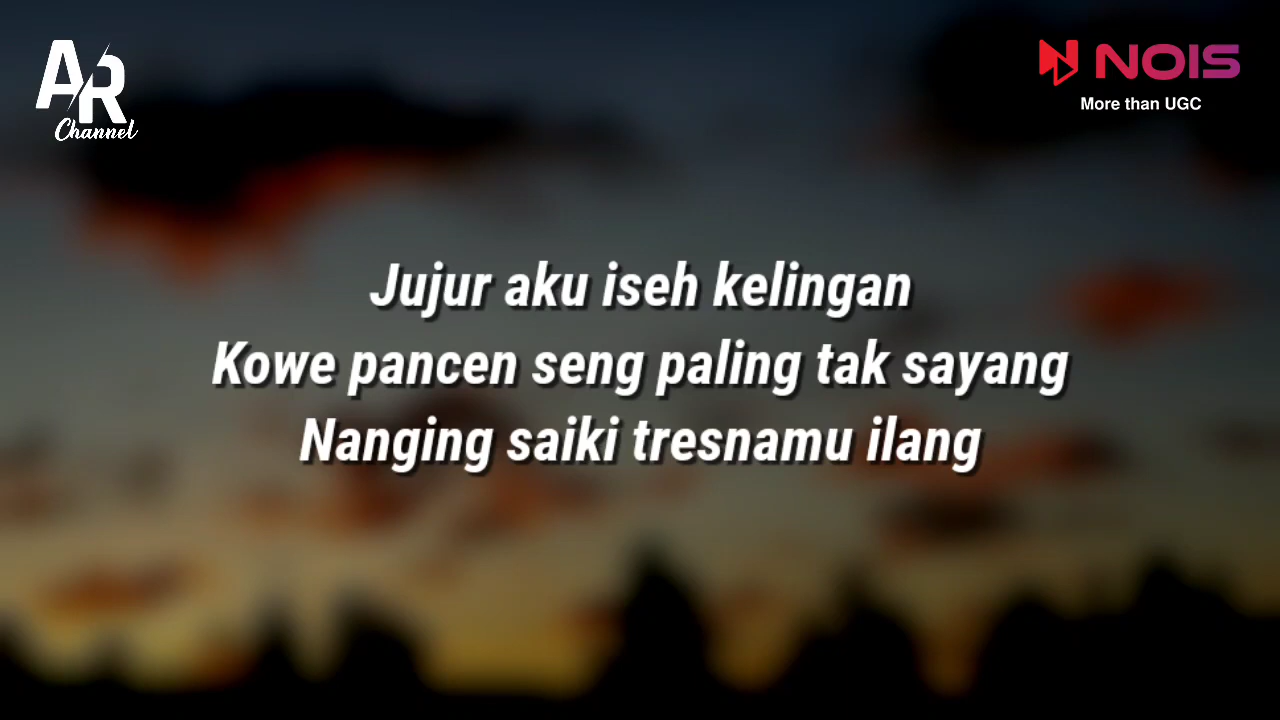 AR
Channel
NOIS
More than UGC
Jujur aku iseh kelingan
Kowe pancen seng paling tak sayang
Nanging saiki tresnamu ilang